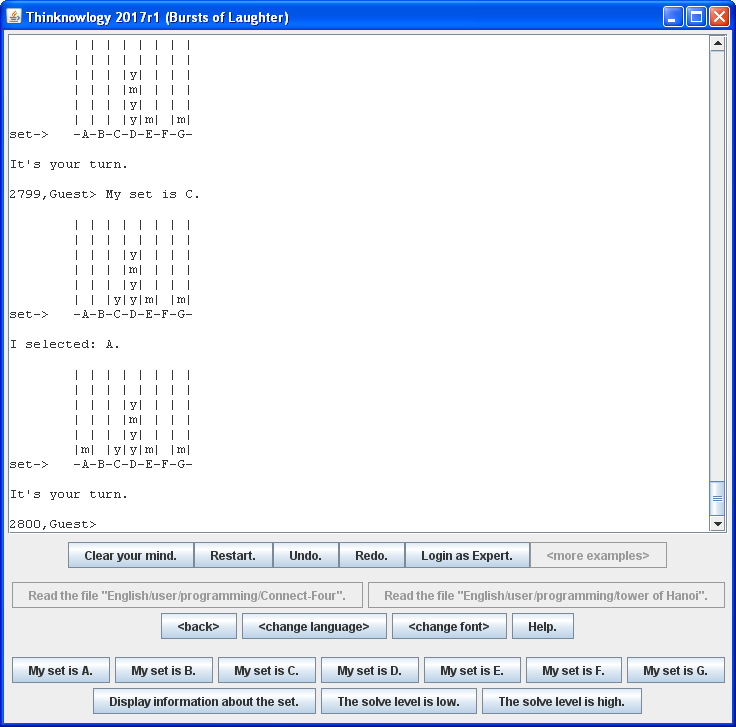 Thinknowlogy 2017r1 (Bursts of Laughter)
| | | | | | | |
| | | | | | | |
| | | |y| | | |
| | | |m| | | |
| | | |y| | | |
| | | |y|m| |m|
set-> -A-B-C-D-E-F-G-
It's your turn.
2799,Guest> My set is C.
| | | | | | | |
| | | | | | | |
| | | |y| | | |
| | | |m| | | |
| | | |y| | | |
| | |y|y|m| |m|
set-> -A-B-C-D-E-F-G-
I selected: A.
| | | | | | | |
| | | | | | | |
| | | |y| | | |
| | | |m| | | |
| | | |y| | | |
|m| |y|y|m| |m|
set-> -A-B-C-D-E-F-G-
It's your turn.
2800,Guest>
Clear your mind. Restart. Undo. Redo. Login as Expert. <more examples>
Read the file "English/user/programming/Connect-Four". Read the file "English/user/programming/tower of Hanoi".
<back> <change language> <change font> Help.
My set is A. My set is B. My set is C. My set is D. My set is E. My set is F. My set is G.
Display information about the set. The solve level is low. The solve level is high.